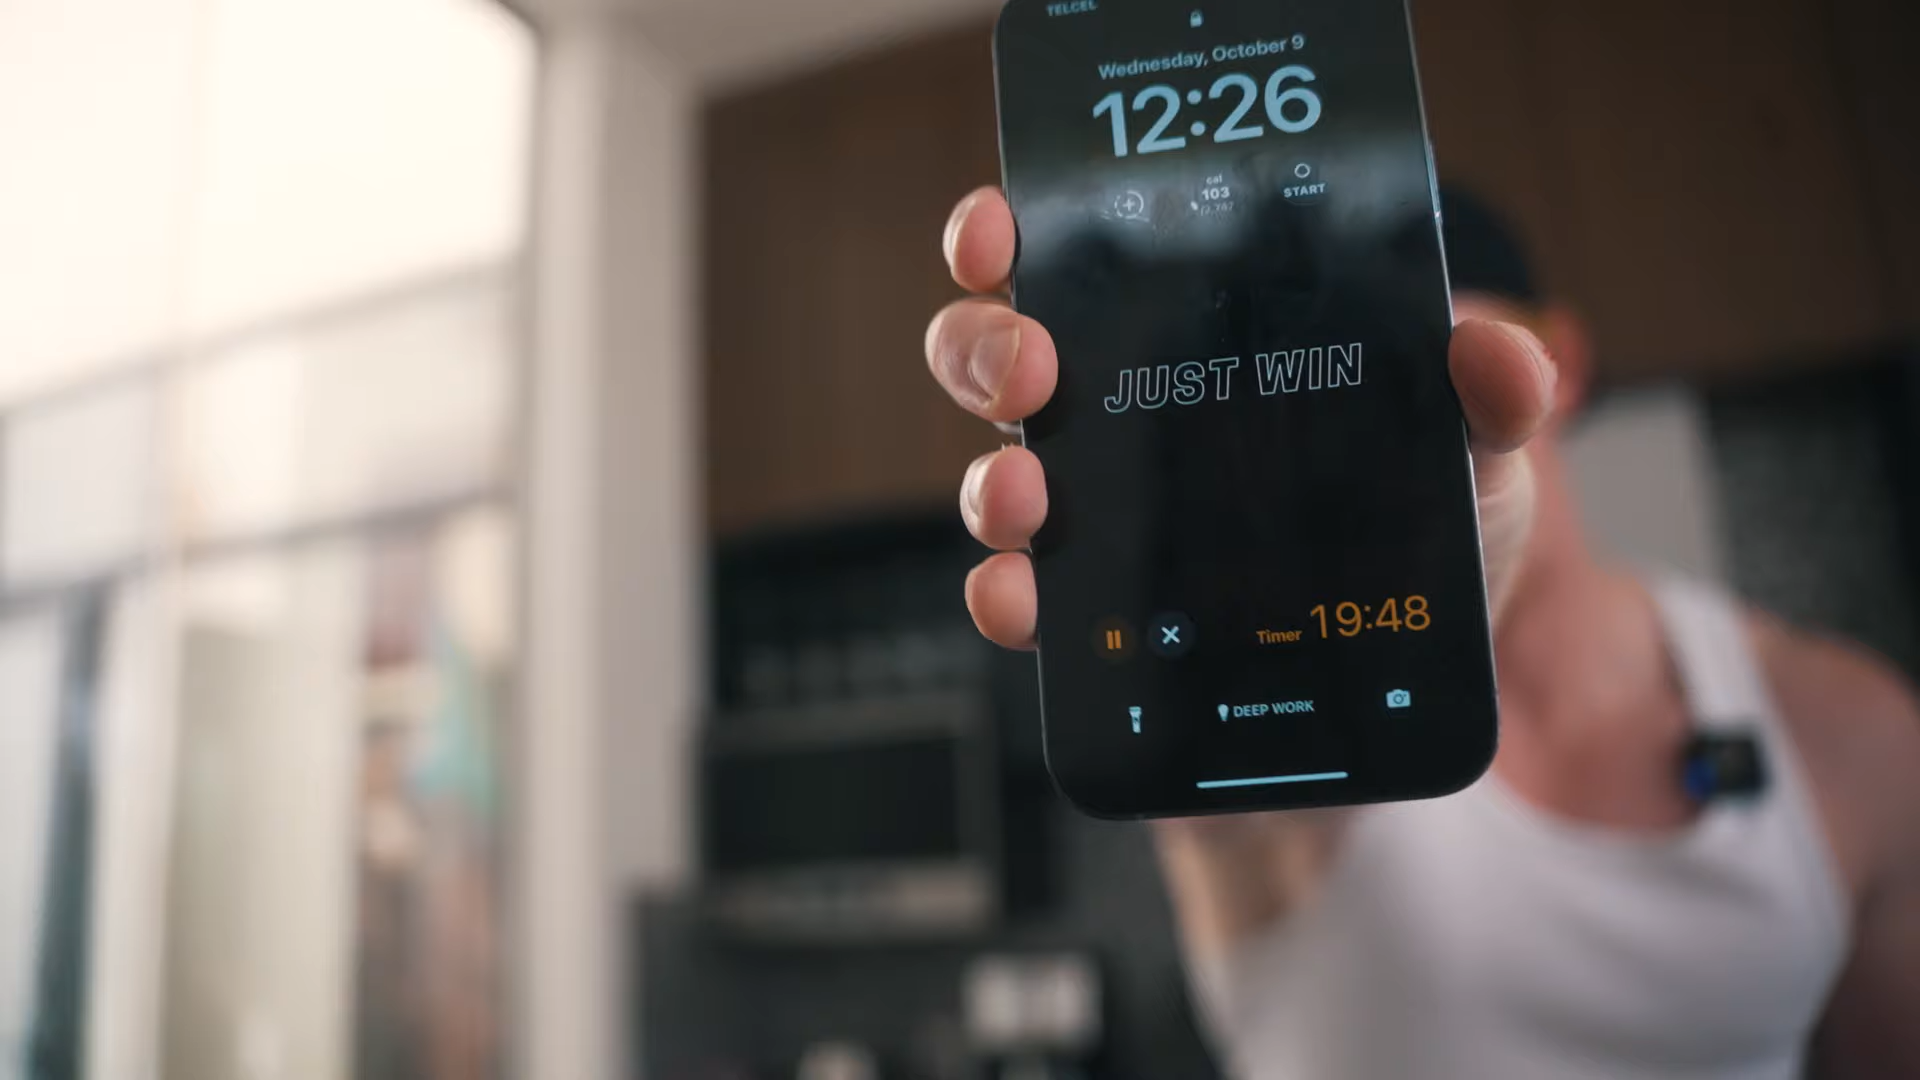 TELCEL
Wednesday, October 9
12:26
cal
103
START
JUST WIN
Timer 19:48
DEEP WORK